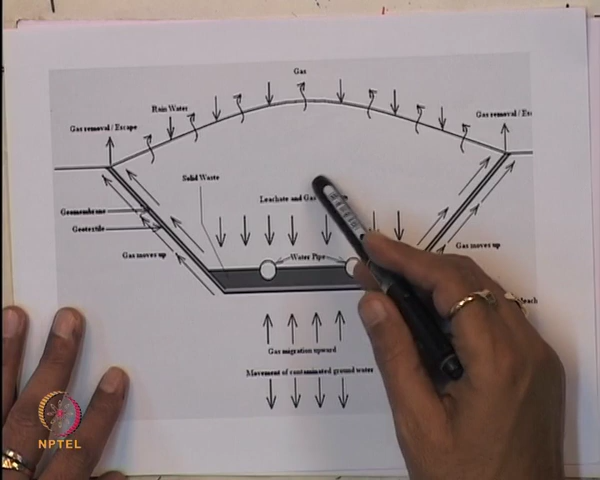 Gas
Rain Water
Gas removal / Escape
Gas removal / Es
Solid Waste
Leachate and Gas
Geomembrane
Geotextile
Gas moves up
Water Pipe
Gas moves up
Gas migration upward
Movement of contaminated ground water
NPTEL